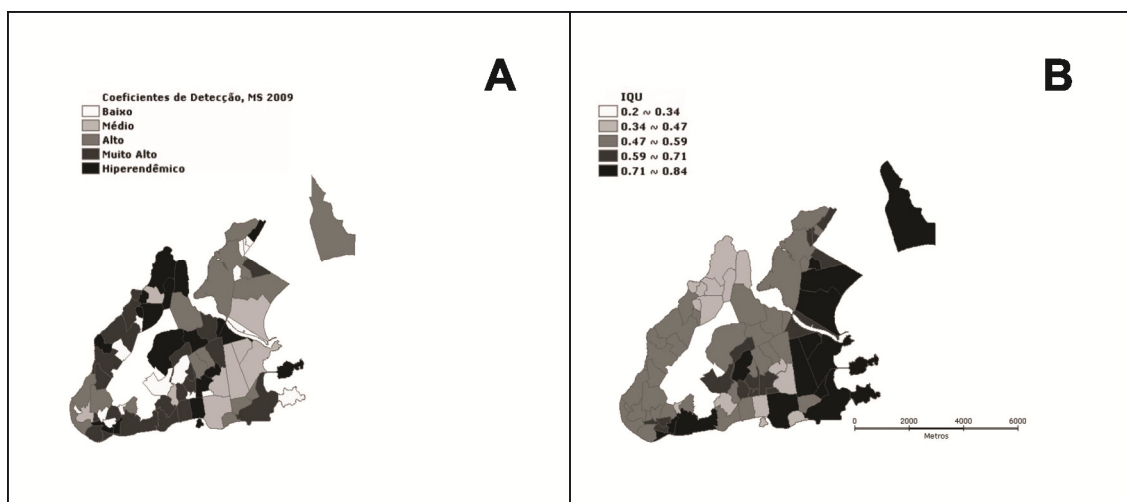 A
Coeficientes de Detecção, MS 2009
Baixo
Médio
Alto
Muito Alto
Hiperendêmico
B
IQU
0.2 ~ 0.34
0.34 ~ 0.47
0.47 ~ 0.59
0.59 ~ 0.71
0.71 ~ 0.84
0 2000 4000 6000
Metros